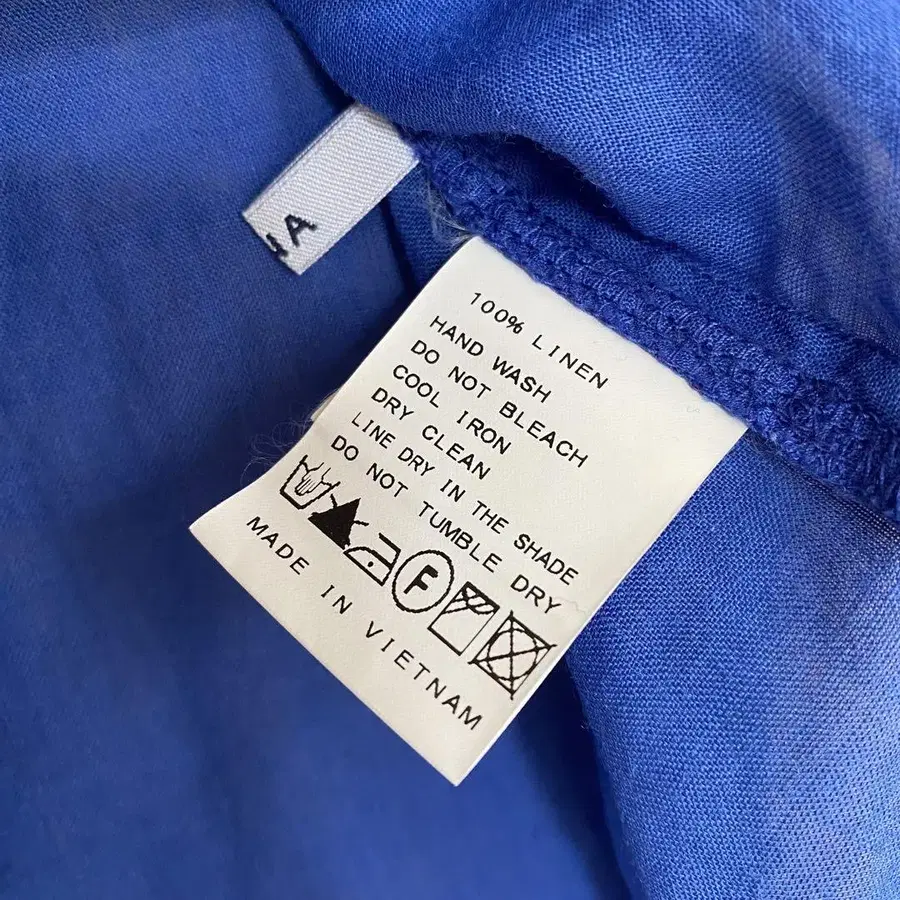 100% LINEN
HAND WASH
DO NOT BLEACH
COOL IRON
DRY CLEAN
LINE DRY IN THE SHADE
DO NOT TUMBLE DRY
F
MADE IN VIETNAM